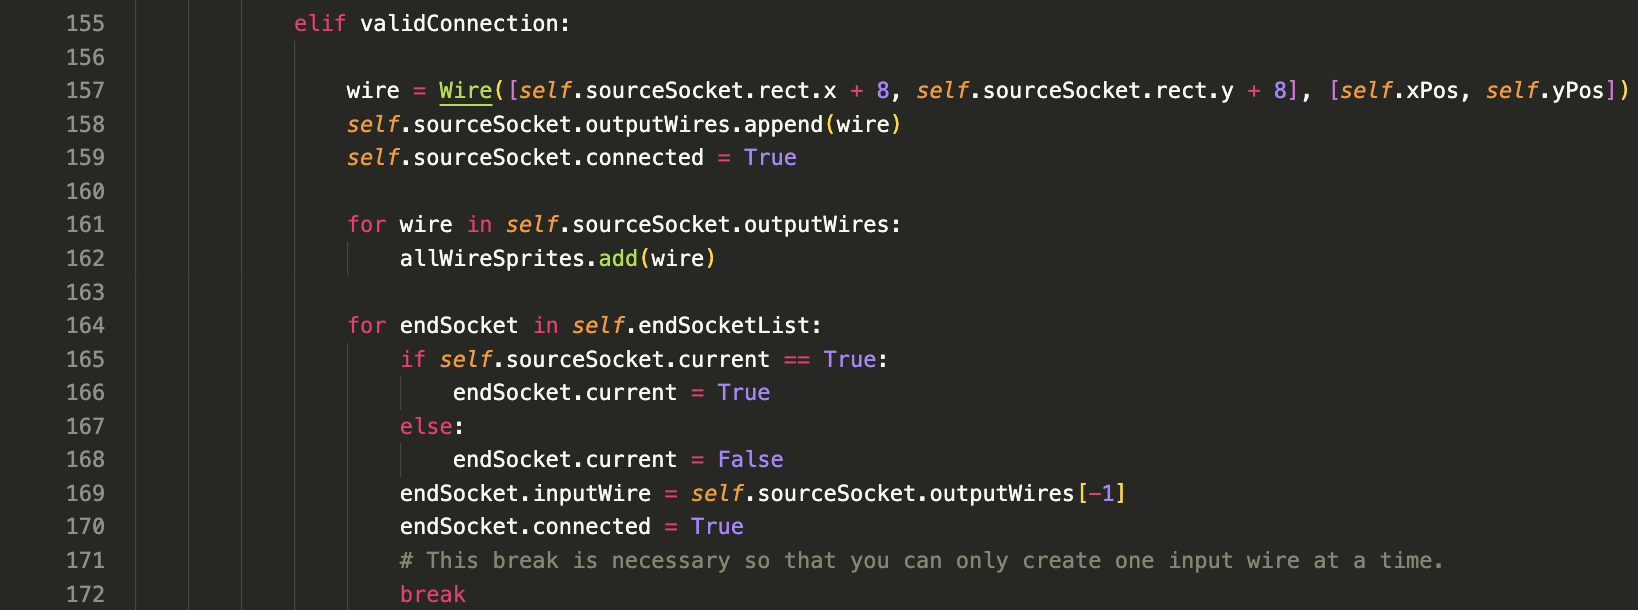 155 elif validConnection:
156
157 wire = Wire([self.sourceSocket.rect.x + 8, self.sourceSocket.rect.y + 8], [self.xPos, self.yPos])
158 self.sourceSocket.outputWires.append(wire)
159 self.sourceSocket.connected = True
160
161 for wire in self.sourceSocket.outputWires:
162 allWireSprites.add(wire)
163
164 for endSocket in self.endSocketList:
165 if self.sourceSocket.current == True:
166 endSocket.current = True
167 else:
168 endSocket.current = False
169 endSocket.inputWire = self.sourceSocket.outputWires[-1]
170 endSocket.connected = True
171 # This break is necessary so that you can only create one input wire at a time.
172 break